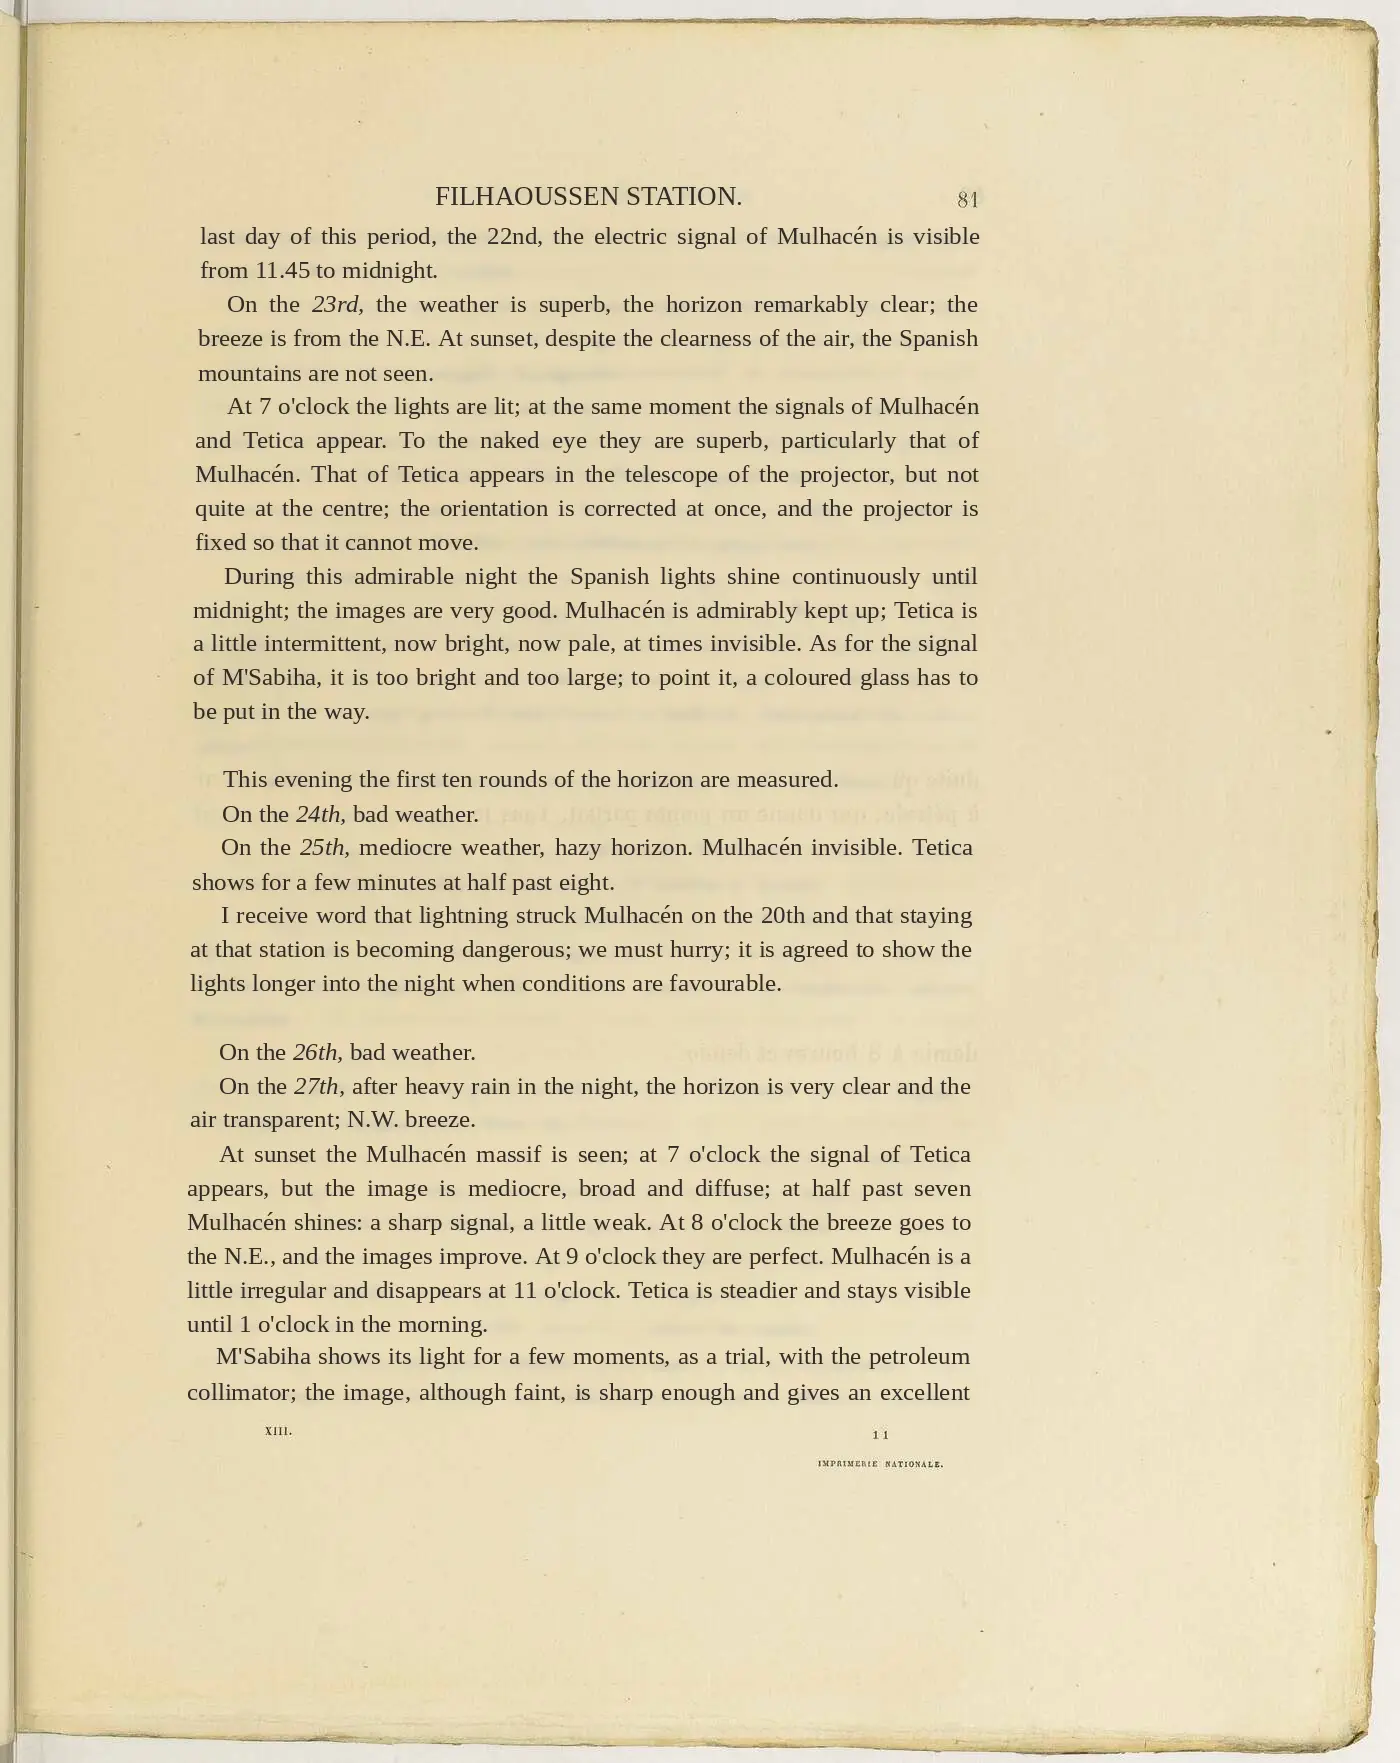 FILHAOUSSEN STATION. 81
last day of this period, the 22nd, the electric signal of Mulhacén is visible
from 11.45 to midnight.
On the 23rd, the weather is superb, the horizon remarkably clear; the
breeze is from the N.E. At sunset, despite the clearness of the air, the Spanish
mountains are not seen.
At 7 o'clock the lights are lit; at the same moment the signals of Mulhacén
and Tetica appear. To the naked eye they are superb, particularly that of
Mulhacén. That of Tetica appears in the telescope of the projector, but not
quite at the centre; the orientation is corrected at once, and the projector is
fixed so that it cannot move.
During this admirable night the Spanish lights shine continuously until
midnight; the images are very good. Mulhacén is admirably kept up; Tetica is
a little intermittent, now bright, now pale, at times invisible. As for the signal
of M'Sabiha, it is too bright and too large; to point it, a coloured glass has to
be put in the way.
This evening the first ten rounds of the horizon are measured.
On the 24th, bad weather.
On the 25th, mediocre weather, hazy horizon. Mulhacén invisible. Tetica
shows for a few minutes at half past eight.
I receive word that lightning struck Mulhacén on the 20th and that staying
at that station is becoming dangerous; we must hurry; it is agreed to show the
lights longer into the night when conditions are favourable.
On the 26th, bad weather.
On the 27th, after heavy rain in the night, the horizon is very clear and the
air transparent; N.W. breeze.
At sunset the Mulhacén massif is seen; at 7 o'clock the signal of Tetica
appears, but the image is mediocre, broad and diffuse; at half past seven
Mulhacén shines: a sharp signal, a little weak. At 8 o'clock the breeze goes to
the N.E., and the images improve. At 9 o'clock they are perfect. Mulhacén is a
little irregular and disappears at 11 o'clock. Tetica is steadier and stays visible
until 1 o'clock in the morning.
M'Sabiha shows its light for a few moments, as a trial, with the petroleum
collimator; the image, although faint, is sharp enough and gives an excellent
XIII. 11
IMPRIMERIE NATIONALE.